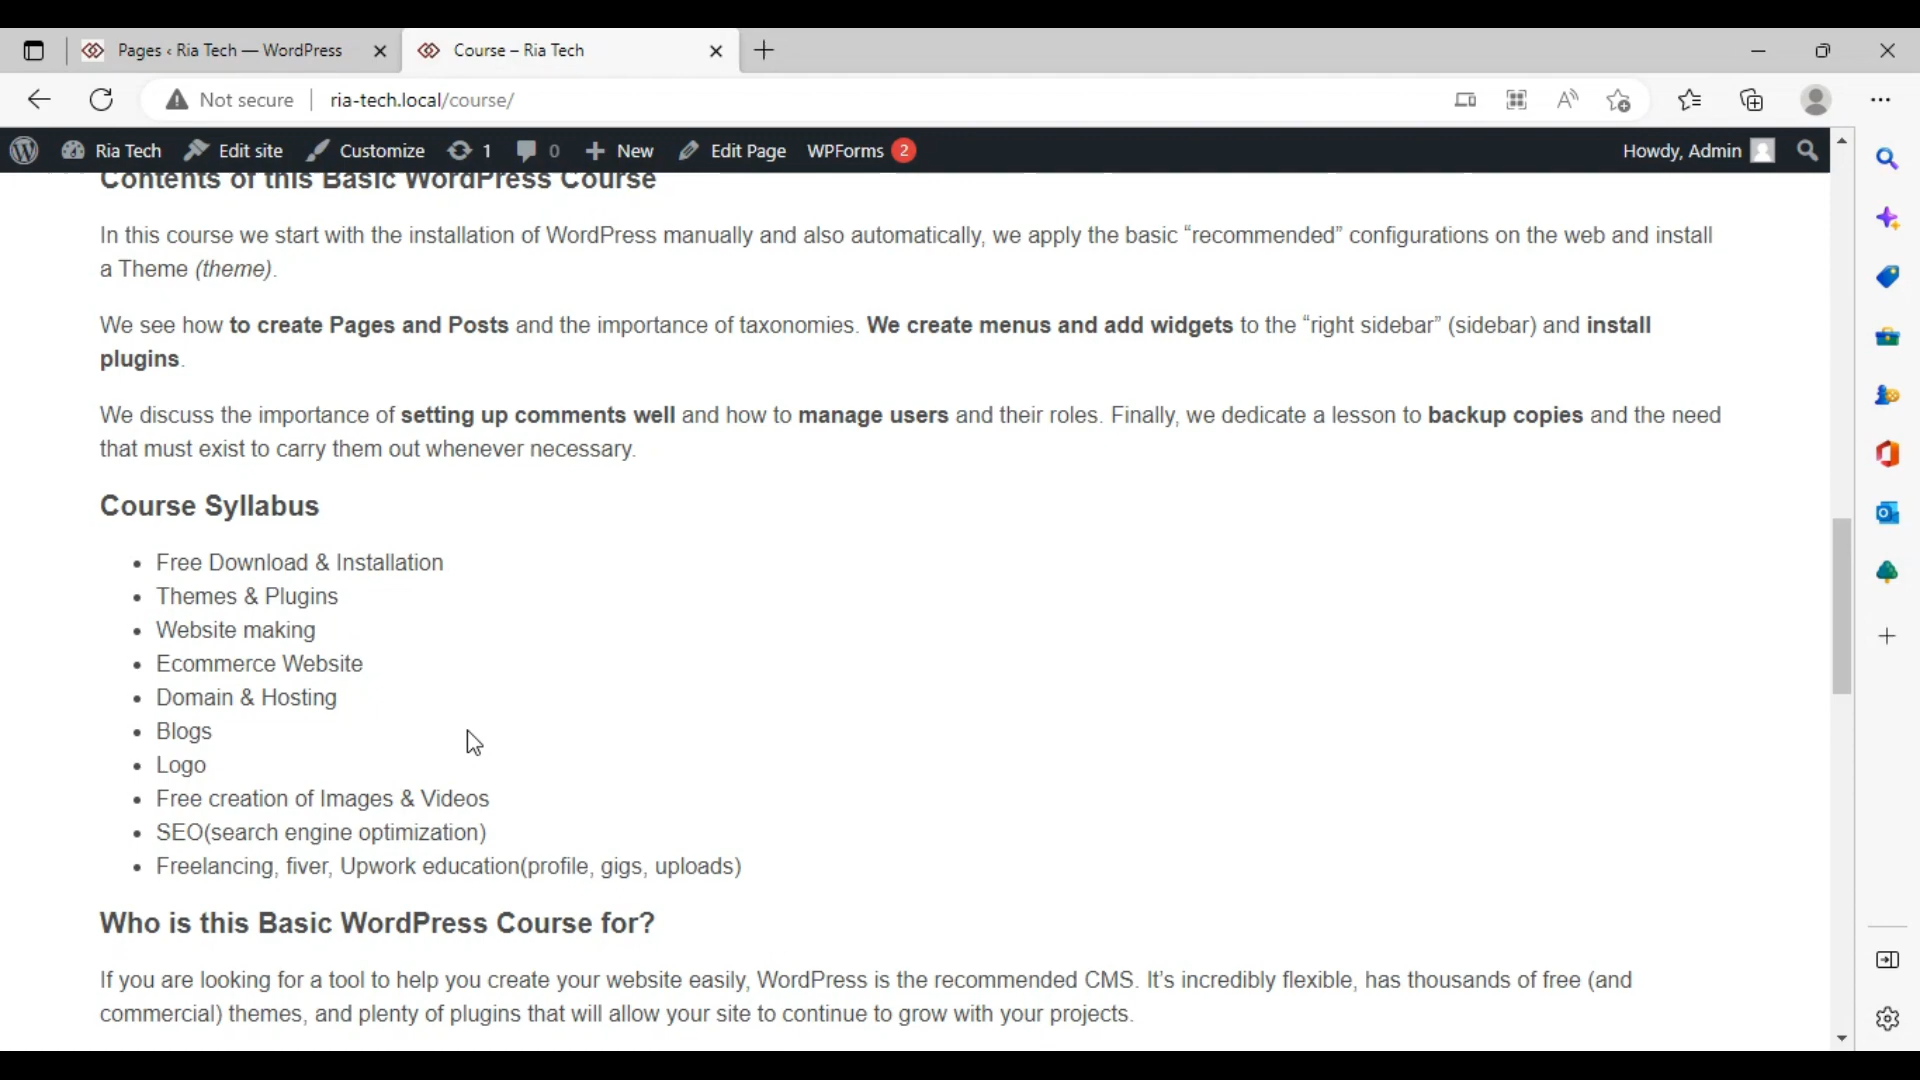 Pages ‹ Ria Tech — WordPress
Course – Ria Tech
Not secure
ria-tech.local/course/
Ria Tech
Edit site
Customize
1
0
New
Edit Page
WPForms 2
Howdy, Admin
Contents of this Basic WordPress Course
In this course we start with the installation of WordPress manually and also automatically, we apply the basic “recommended” configurations on the web and install
a Theme (theme).
We see how to create Pages and Posts and the importance of taxonomies. We create menus and add widgets to the “right sidebar” (sidebar) and install
plugins.
We discuss the importance of setting up comments well and how to manage users and their roles. Finally, we dedicate a lesson to backup copies and the need
that must exist to carry them out whenever necessary.
Course Syllabus
• Free Download & Installation
• Themes & Plugins
• Website making
• Ecommerce Website
• Domain & Hosting
• Blogs
• Logo
• Free creation of Images & Videos
• SEO(search engine optimization)
• Freelancing, fiver, Upwork education(profile, gigs, uploads)
Who is this Basic WordPress Course for?
If you are looking for a tool to help you create your website easily, WordPress is the recommended CMS. It’s incredibly flexible, has thousands of free (and
commercial) themes, and plenty of plugins that will allow your site to continue to grow with your projects.